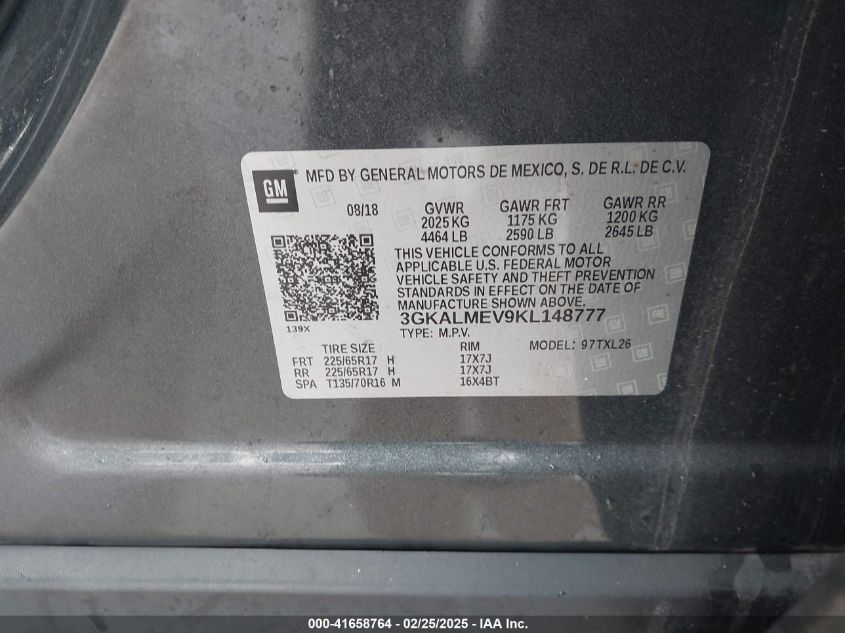 GM
MFD BY GENERAL MOTORS DE MEXICO, S. DE R.L. DE C.V.
08/18 GVWR GAWR FRT GAWR RR
2025 KG 1175 KG 1200 KG
4464 LB 2590 LB 2645 LB
THIS VEHICLE CONFORMS TO ALL
APPLICABLE U.S. FEDERAL MOTOR
VEHICLE SAFETY AND THEFT PREVENTION
STANDARDS IN EFFECT ON THE DATE OF
MANUFACTURE SHOWN ABOVE.
139X
3GKALMEV9KL148777
TYPE: M.P.V.
TIRE SIZE RIM MODEL: 97TXL26
FRT 225/65R17 H 17X7J
RR 225/65R17 H 17X7J
SPA T135/70R16 M 16X4BT
000-41658764 / 02/25/2025 - IAA Inc.